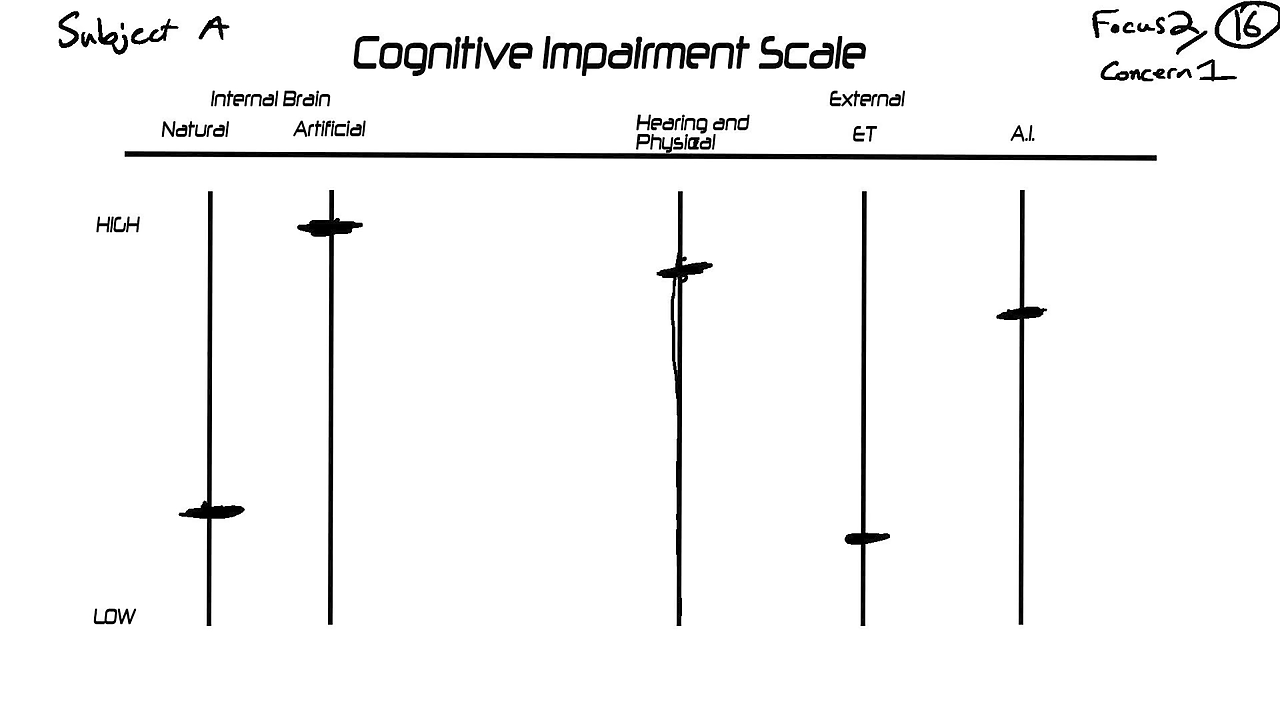 Subject A
Focus 2, 16
Concern 1
Cognitive Impairment Scale
Internal Brain
External
Natural
Artificial
Hearing and
Physical
ET
A.I.
HIGH
LOW